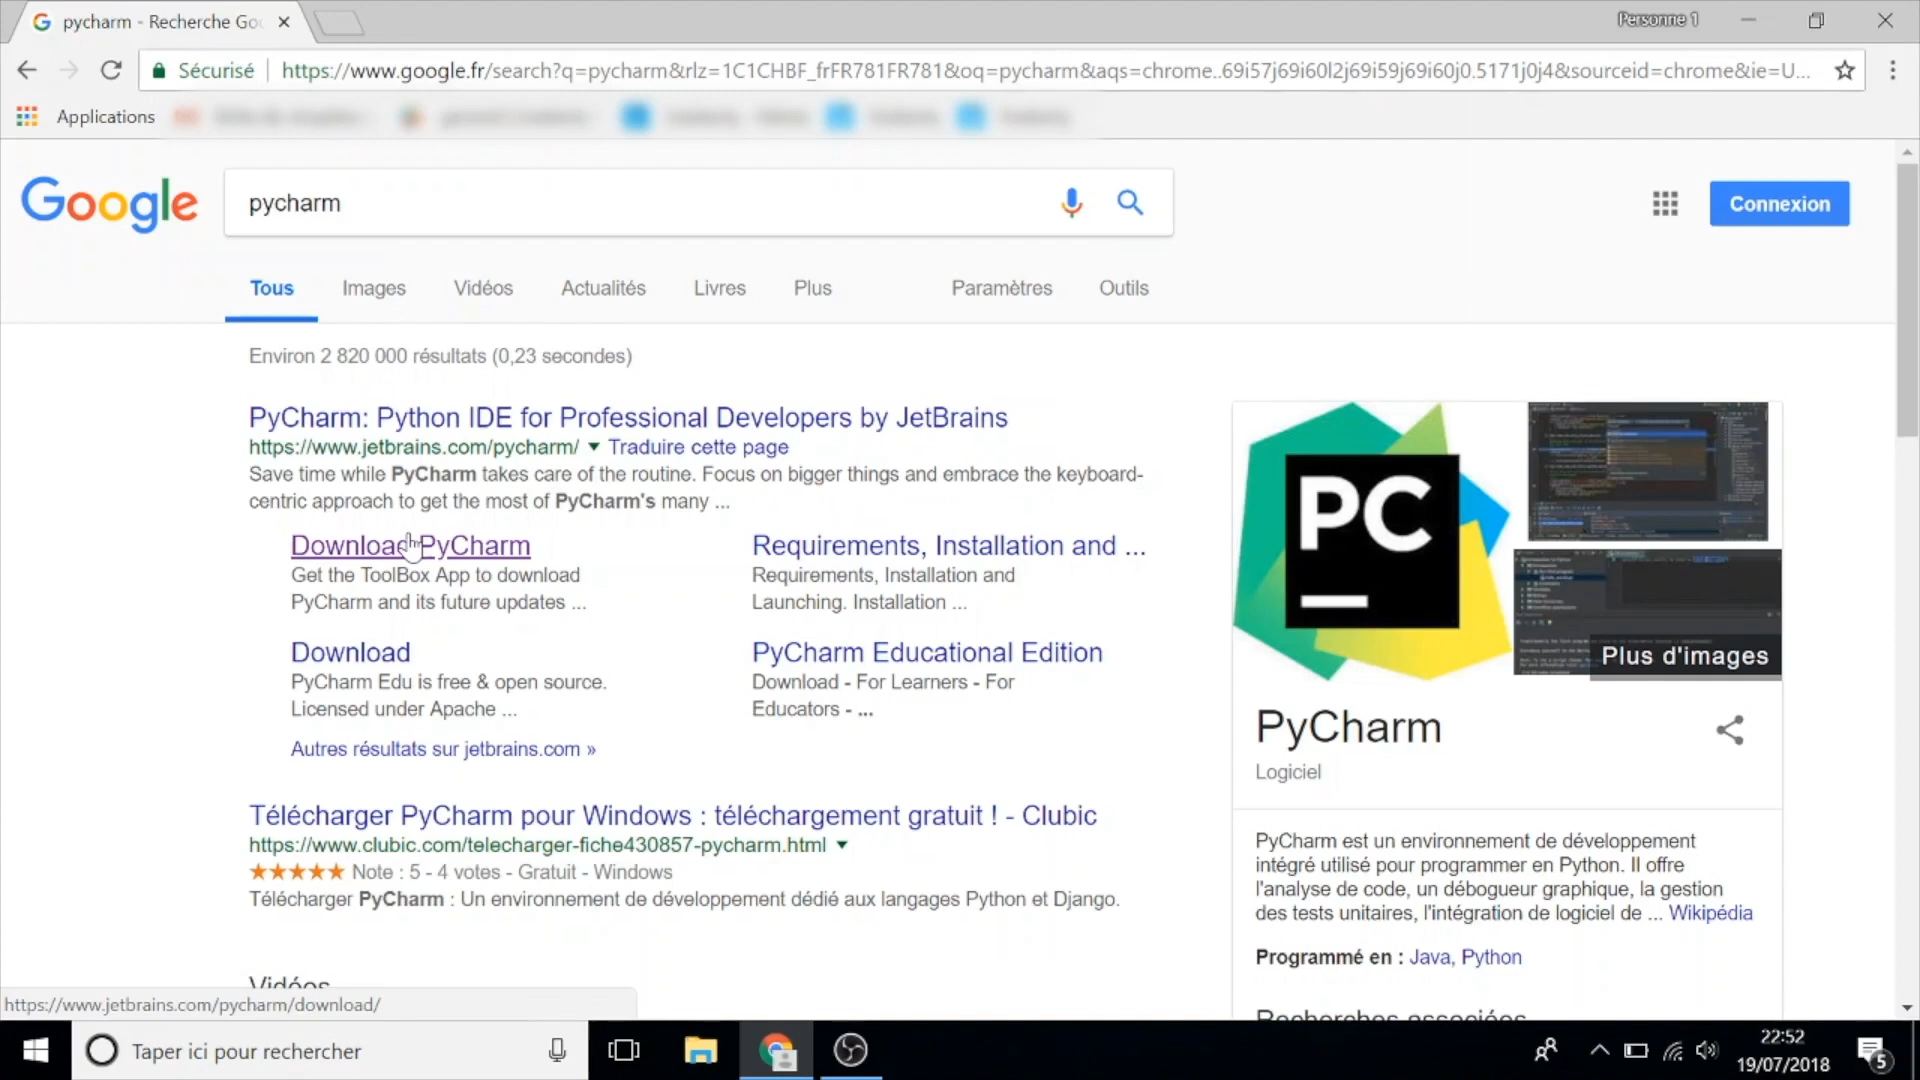 pycharm - Recherche Goo
Personne 1
Sécurisé
https://www.google.fr/search?q=pycharm&rlz=1C1CHBF_frFR781FR781&oq=pycharm&aqs=chrome..69i57j69i60l2j69i59j69i60j0.5171j0j4&sourceid=chrome&ie=U...
Applications
Google
pycharm
Connexion
Tous
Images
Vidéos
Actualités
Livres
Plus
Paramètres
Outils
Environ 2 820 000 résultats (0,23 secondes)
PyCharm: Python IDE for Professional Developers by JetBrains
https://www.jetbrains.com/pycharm/ ▼ Traduire cette page
Save time while PyCharm takes care of the routine. Focus on bigger things and embrace the keyboard-
centric approach to get the most of PyCharm's many ...
Download PyCharm
Get the ToolBox App to download
PyCharm and its future updates ...
Requirements, Installation and ...
Requirements, Installation and
Launching. Installation ...
Download
PyCharm Edu is free & open source.
Licensed under Apache ...
PyCharm Educational Edition
Download - For Learners - For
Educators - ...
Autres résultats sur jetbrains.com »
Télécharger PyCharm pour Windows : téléchargement gratuit ! - Clubic
https://www.clubic.com/telecharger-fiche430857-pycharm.html ▼
★★★★★ Note : 5 - 4 votes - Gratuit - Windows
Télécharger PyCharm : Un environnement de développement dédié aux langages Python et Django.
Vidéos
PC
Plus d'images
PyCharm
Logiciel
PyCharm est un environnement de développement
intégré utilisé pour programmer en Python. Il offre
l'analyse de code, un débogueur graphique, la gestion
des tests unitaires, l'intégration de logiciel de ... Wikipédia
Programmé en : Java, Python
Recherches associées
https://www.jetbrains.com/pycharm/download/
Taper ici pour rechercher
22:52
19/07/2018
5